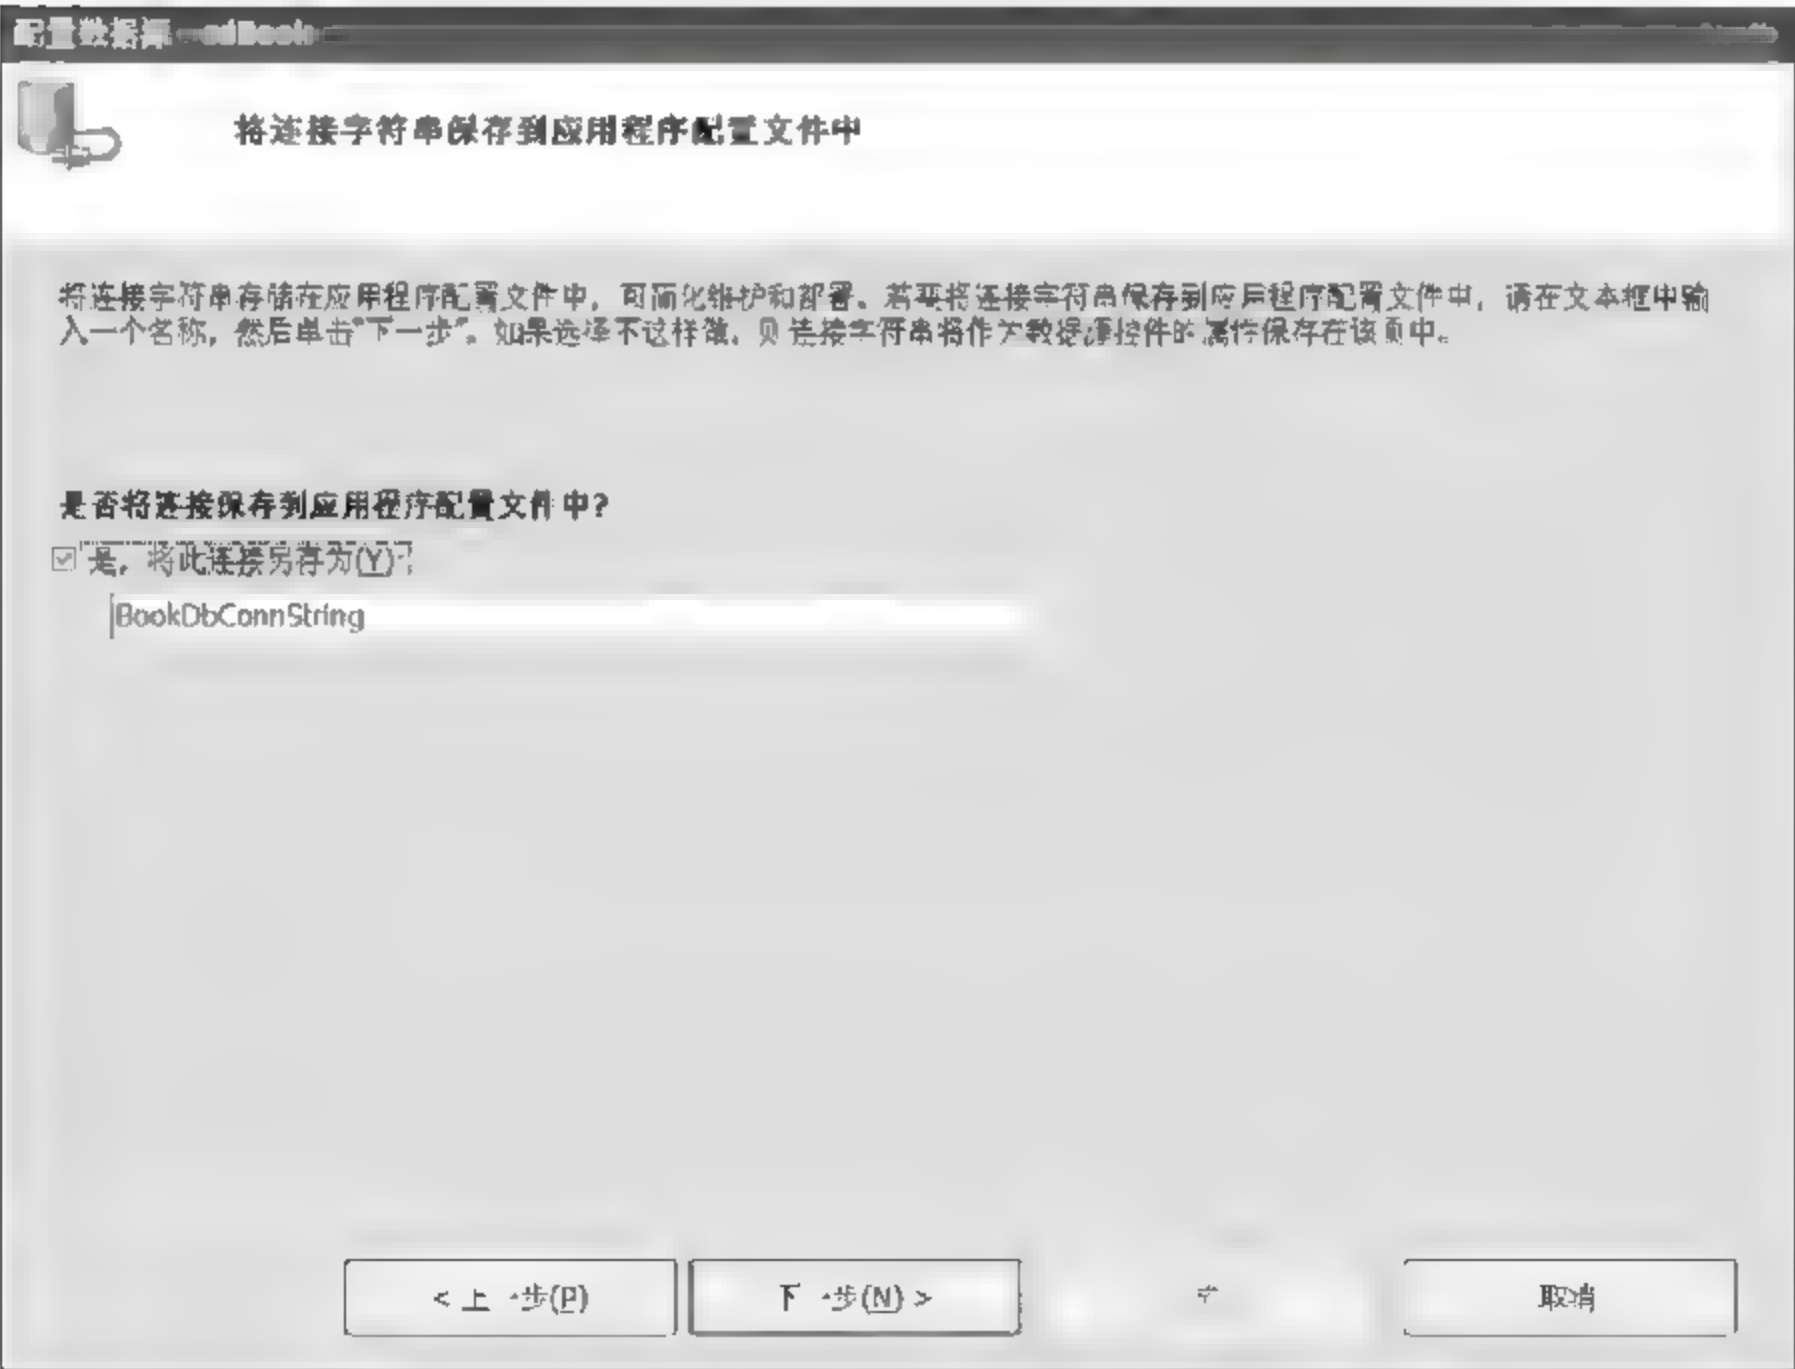 配置数据源
将连接字符串保存到应用程序配置文件中
将连接字符串存储在应用程序配置文件中，可简化维护和部署。若要将连接字符串保存到应用程序配置文件中，请在文本框中输
入一个名称，然后单击“下一步”。如果选择不这样做，则连接字符串将作为数据源控件的属性保存在该页中。
是否将连接保存到应用程序配置文件中?
是，将此连接另存为(Y):
BookDbConnString
< 上一步(P)
下一步(N) >
取消